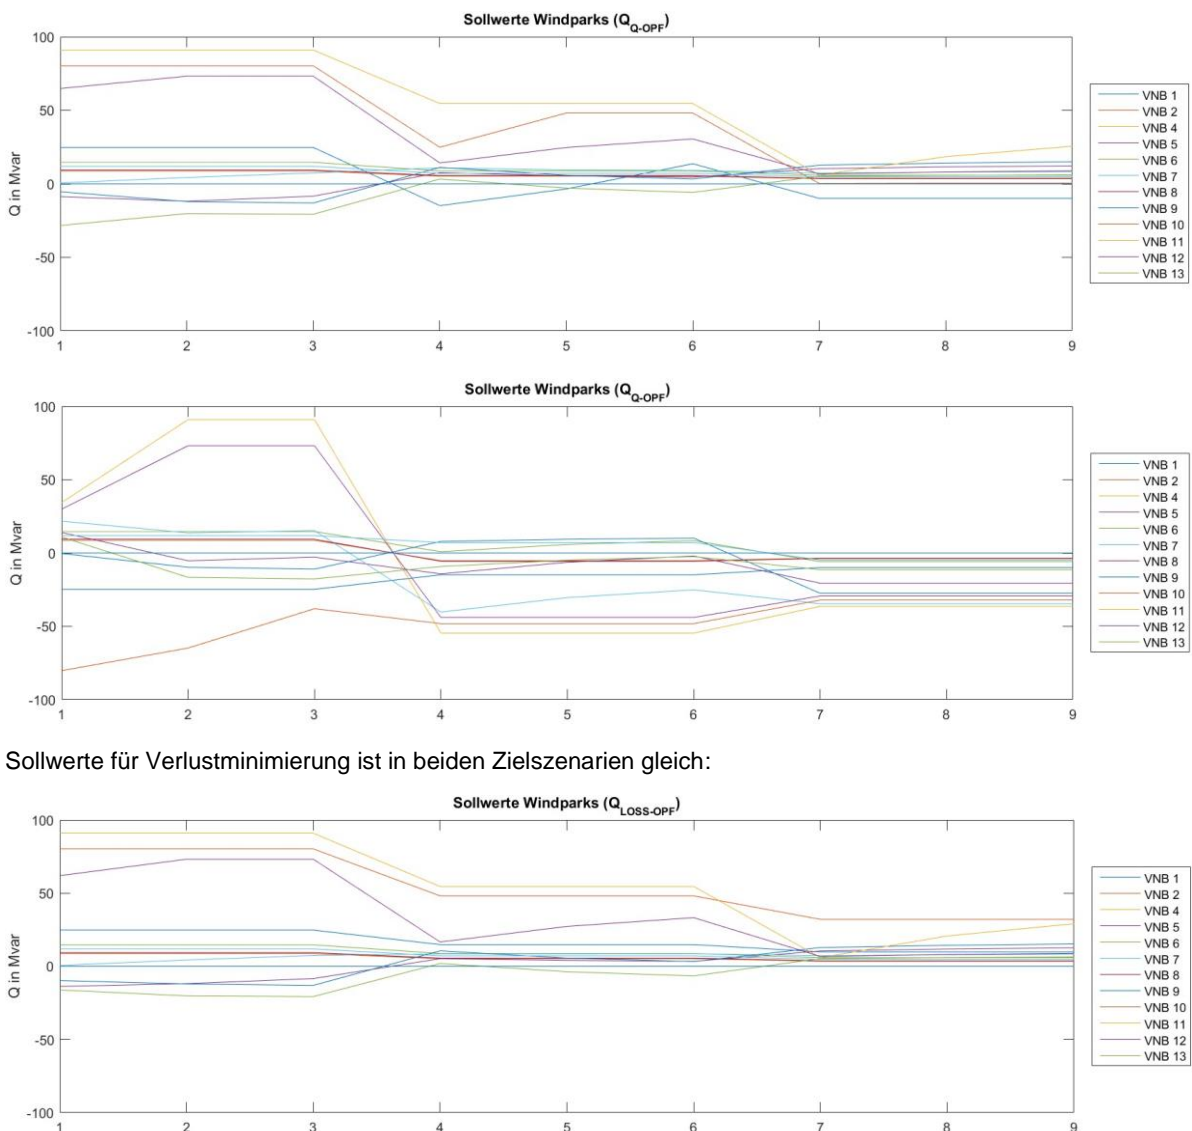 Sollwerte Windparks (Q_Q-OPF)
100
50
0
-50
-100
Q in Mvar
1 2 3 4 5 6 7 8 9
VNB 1
VNB 2
VNB 4
VNB 5
VNB 6
VNB 7
VNB 8
VNB 9
VNB 10
VNB 11
VNB 12
VNB 13
Sollwerte Windparks (Q_Q-OPF)
100
50
0
-50
-100
Q in Mvar
1 2 3 4 5 6 7 8 9
VNB 1
VNB 2
VNB 4
VNB 5
VNB 6
VNB 7
VNB 8
VNB 9
VNB 10
VNB 11
VNB 12
VNB 13
Sollwerte für Verlustminimierung ist in beiden Zielszenarien gleich:
Sollwerte Windparks (Q_LOSS-OPF)
100
50
0
-50
-100
Q in Mvar
1 2 3 4 5 6 7 8 9
VNB 1
VNB 2
VNB 4
VNB 5
VNB 6
VNB 7
VNB 8
VNB 9
VNB 10
VNB 11
VNB 12
VNB 13